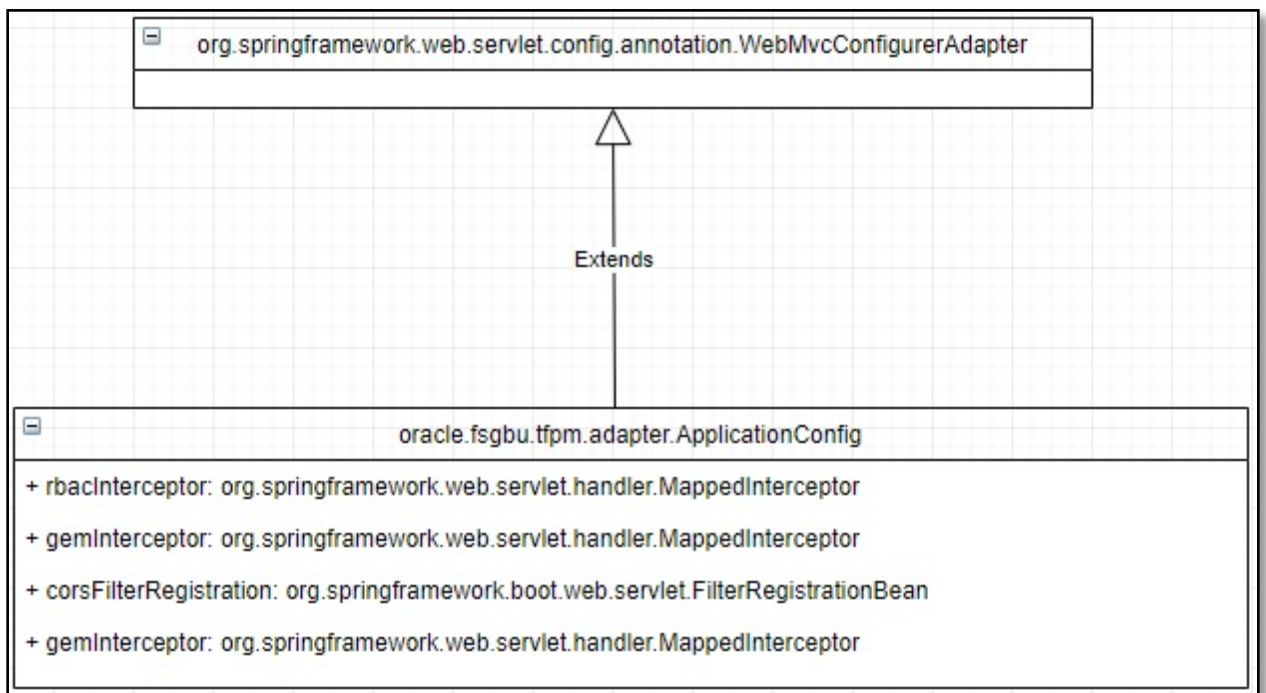 org.springframework.web.servlet.config.annotation.WebMvcConfigurerAdapter
Extends
oracle.fsgbu.tfpm.adapter.ApplicationConfig
+ rbacInterceptor: org.springframework.web.servlet.handler.MappedInterceptor
+ gemInterceptor: org.springframework.web.servlet.handler.MappedInterceptor
+ corsFilterRegistration: org.springframework.boot.web.servlet.FilterRegistrationBean
+ gemInterceptor: org.springframework.web.servlet.handler.MappedInterceptor